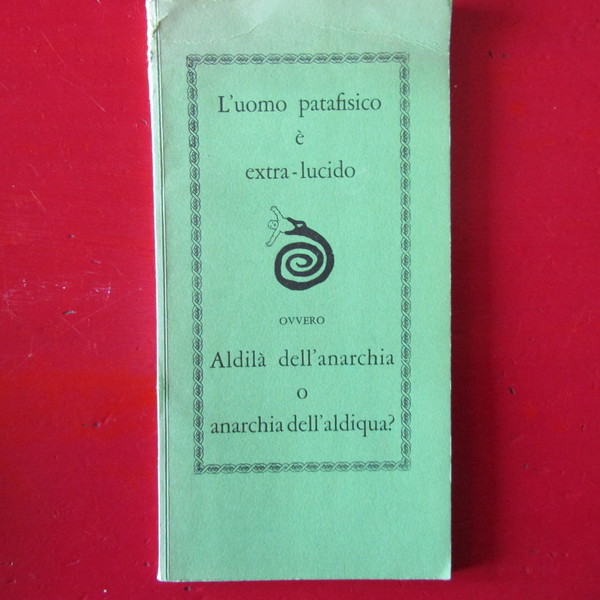 L'uomo patafisico
è
extra-lucido
OVVERO
Aldilà dell'anarchia
o
anarchia dell'aldiqua?